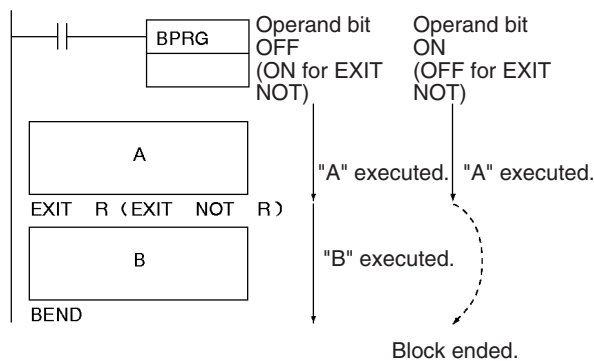 BPRG
Operand bit
OFF
(ON for EXIT
NOT)
Operand bit
ON
(OFF for EXIT
NOT)
A
"A" executed.
"A" executed.
EXIT R (EXIT NOT R)
B
"B" executed.
BEND
Block ended.